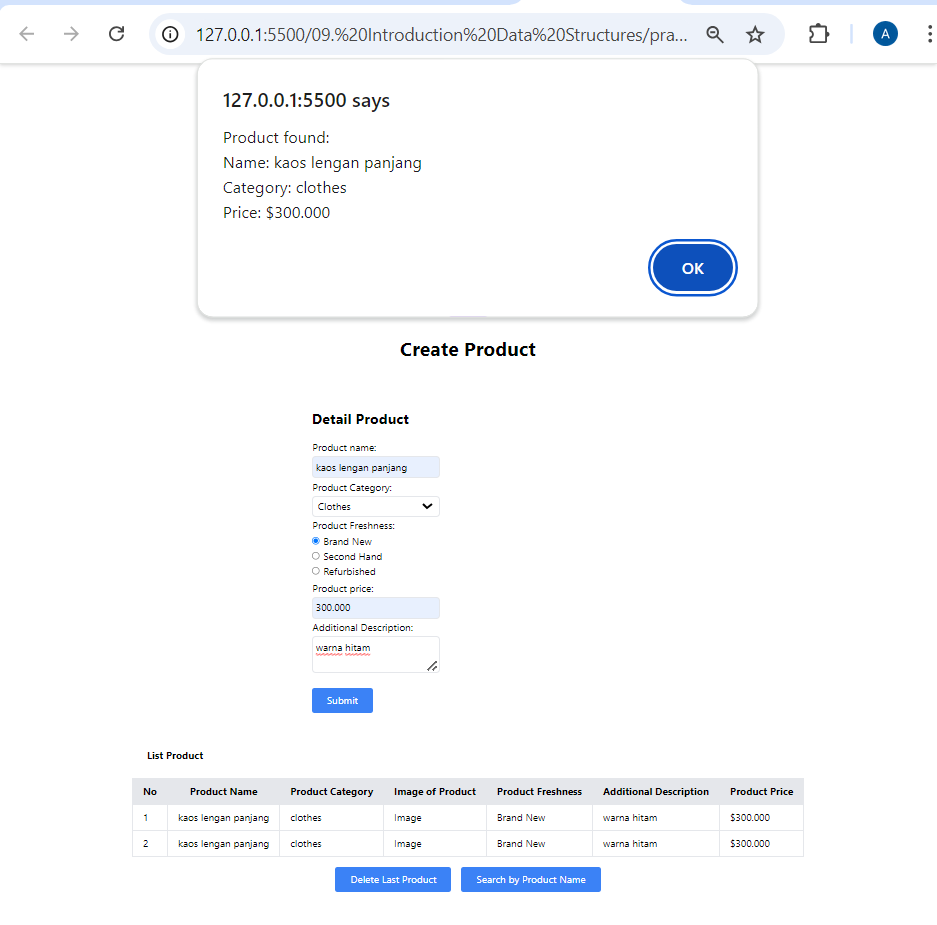 127.0.0.1:5500/09.%20Introduction%20Data%20Structures/pra...
A
127.0.0.1:5500 says
Product found:
Name: kaos lengan panjang
Category: clothes
Price: $300.000
OK
Create Product
Detail Product
Product name:
kaos lengan panjang
Product Category:
Clothes
Product Freshness:
Brand New
Second Hand
Refurbished
Product price:
300.000
Additional Description:
warna hitam
Submit
List Product
No Product Name Product Category Image of Product Product Freshness Additional Description Product Price
1 kaos lengan panjang clothes Image Brand New warna hitam $300.000
2 kaos lengan panjang clothes Image Brand New warna hitam $300.000
Delete Last Product Search by Product Name